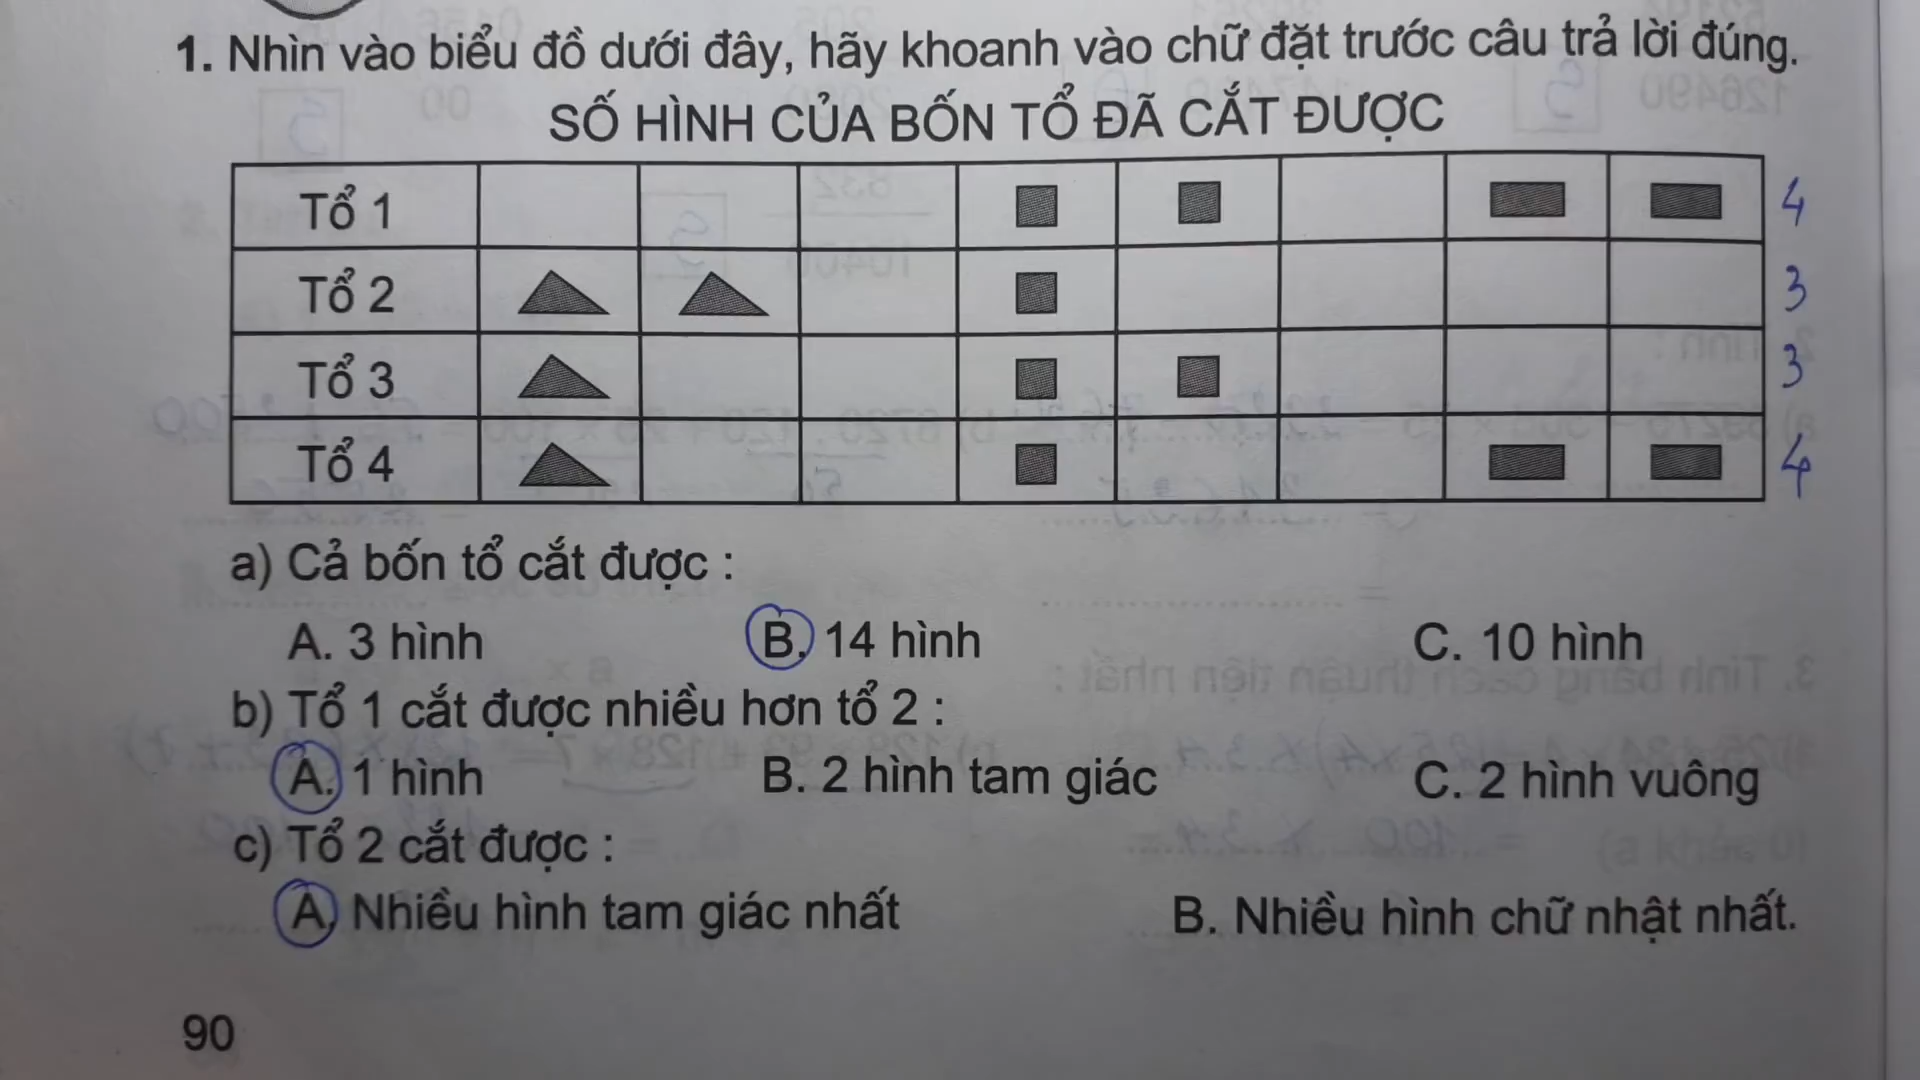 1. Nhìn vào biểu đồ dưới đây, hãy khoanh vào chữ đặt trước câu trả lời đúng.
SỐ HÌNH CỦA BỐN TỔ ĐÃ CẮT ĐƯỢC
Tổ 1 4
Tổ 2 3
Tổ 3 3
Tổ 4 4
a) Cả bốn tổ cắt được :
A. 3 hình B. 14 hình C. 10 hình
b) Tổ 1 cắt được nhiều hơn tổ 2 :
A. 1 hình B. 2 hình tam giác C. 2 hình vuông
c) Tổ 2 cắt được :
A. Nhiều hình tam giác nhất B. Nhiều hình chữ nhật nhất.
90